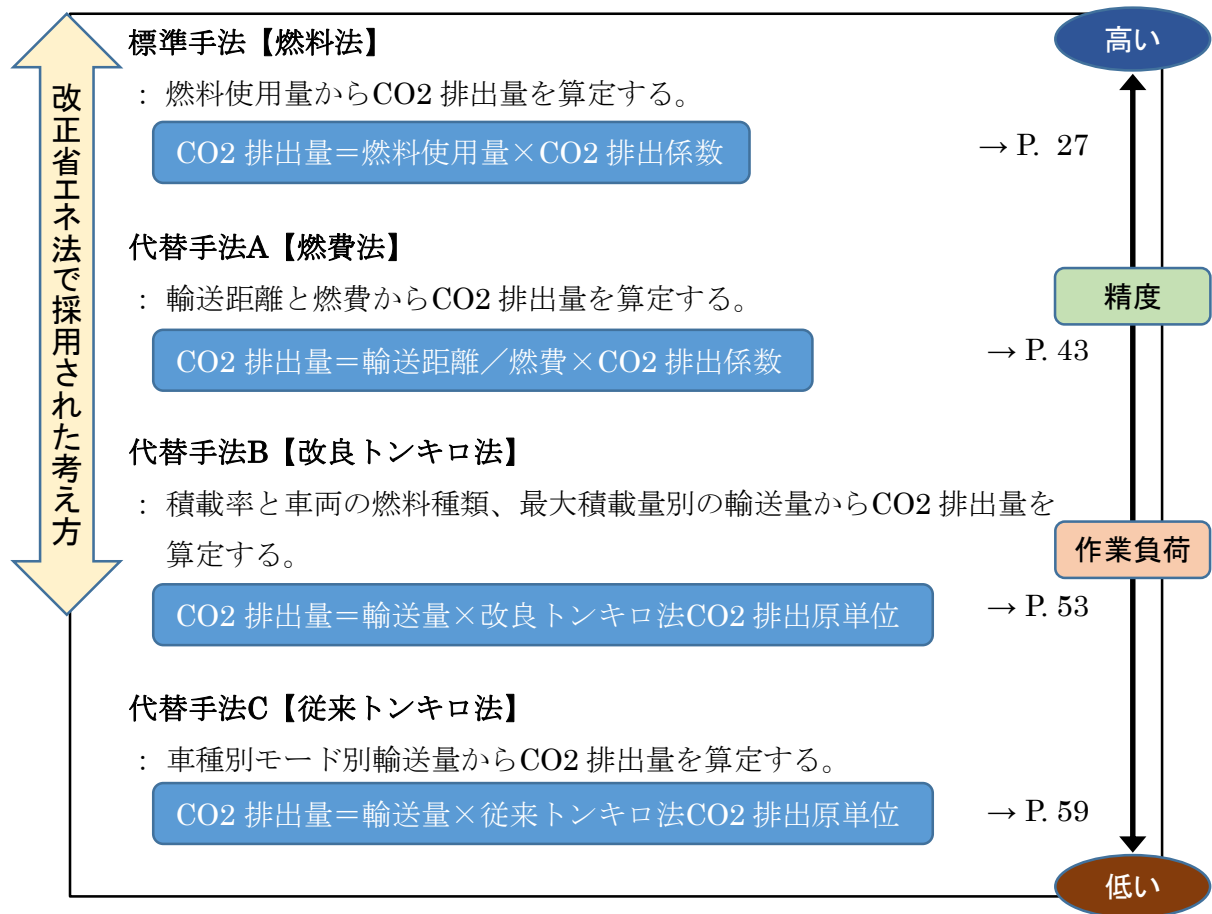 改正省エネ法で採用された考え方
標準手法【燃料法】
： 燃料使用量からCO2 排出量を算定する。
CO2 排出量＝燃料使用量×CO2 排出係数
→ P. 27
代替手法A【燃費法】
： 輸送距離と燃費からCO2 排出量を算定する。
CO2 排出量＝輸送距離／燃費×CO2 排出係数
→ P. 43
代替手法B【改良トンキロ法】
： 積載率と車両の燃料種類、最大積載量別の輸送量からCO2 排出量を
算定する。
CO2 排出量＝輸送量×改良トンキロ法CO2 排出原単位
→ P. 53
代替手法C【従来トンキロ法】
： 車種別モード別輸送量からCO2 排出量を算定する。
CO2 排出量＝輸送量×従来トンキロ法CO2 排出原単位
→ P. 59
高い
精度
作業負荷
低い